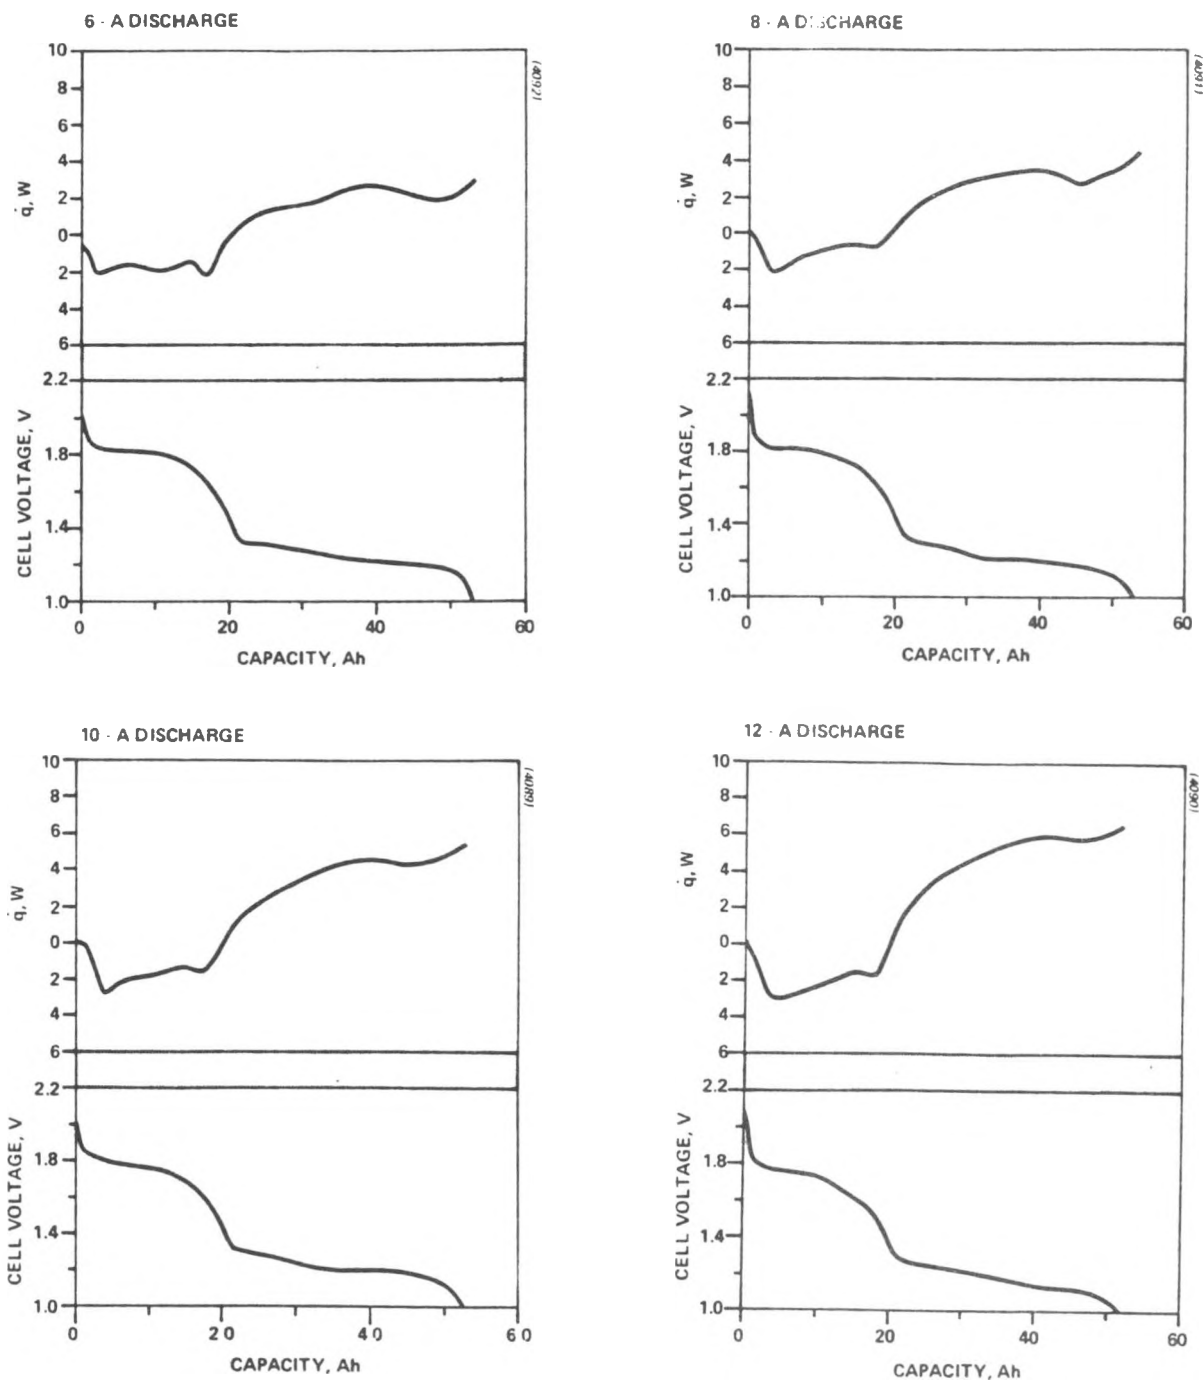 6 - A DISCHARGE
10
8
6
4
2
0
2
4
6
q̇, W
(4092)
2.2
1.8
1.4
1.0
CELL VOLTAGE, V
0 20 40 60
CAPACITY, Ah
8 - A DISCHARGE
10
8
6
4
2
0
2
4
6
q̇, W
(4091)
2.2
1.8
1.4
1.0
CELL VOLTAGE, V
0 20 40 60
CAPACITY, Ah
10 - A DISCHARGE
10
8
6
4
2
0
2
4
6
q̇, W
(4089)
2.2
1.8
1.4
1.0
CELL VOLTAGE, V
0 20 40 60
CAPACITY, Ah
12 - A DISCHARGE
10
8
6
4
2
0
2
4
6
q̇, W
(4090)
2.2
1.8
1.4
1.0
CELL VOLTAGE, V
0 20 40 60
CAPACITY, Ah